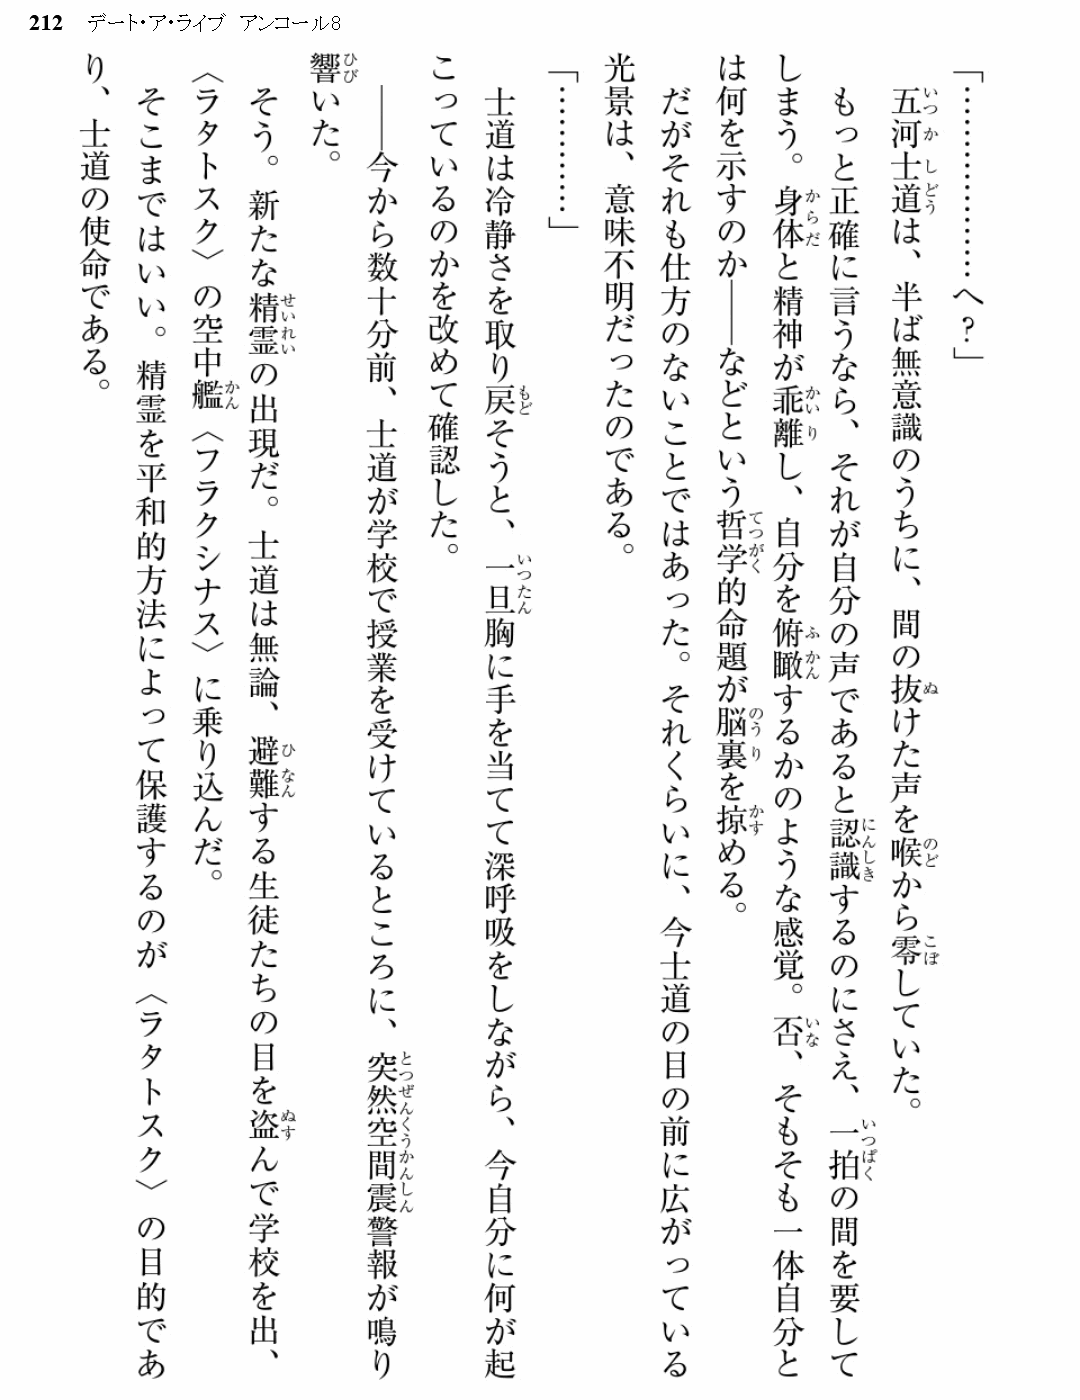 212 デート・ア・ライブ アンコール8
「…………………へ？」
五河士道は、半ば無意識のうちに、間の抜けた声を喉から零していた。
もっと正確に言うなら、それが自分の声であると認識するのにさえ、一拍の間を要して
しまう。身体と精神が乖離し、自分を俯瞰するかのような感覚。否、そもそも一体自分と
は何を示すのか――などという哲学的命題が脳裏を掠める。
だがそれも仕方のないことではあった。それくらいに、今士道の目の前に広がっている
光景は、意味不明だったのである。
「…………」
士道は冷静さを取り戻そうと、一旦胸に手を当てて深呼吸をしながら、今自分に何が起
こっているのかを改めて確認した。
――今から数十分前、士道が学校で授業を受けているところに、突然空間震警報が鳴り
響いた。
そう。新たな精霊の出現だ。士道は無論、避難する生徒たちの目を盗んで学校を出、
〈ラタトスク〉の空中艦〈フラクシナス〉に乗り込んだ。
そこまではいい。精霊を平和的方法によって保護するのが〈ラタトスク〉の目的であ
り、士道の使命である。